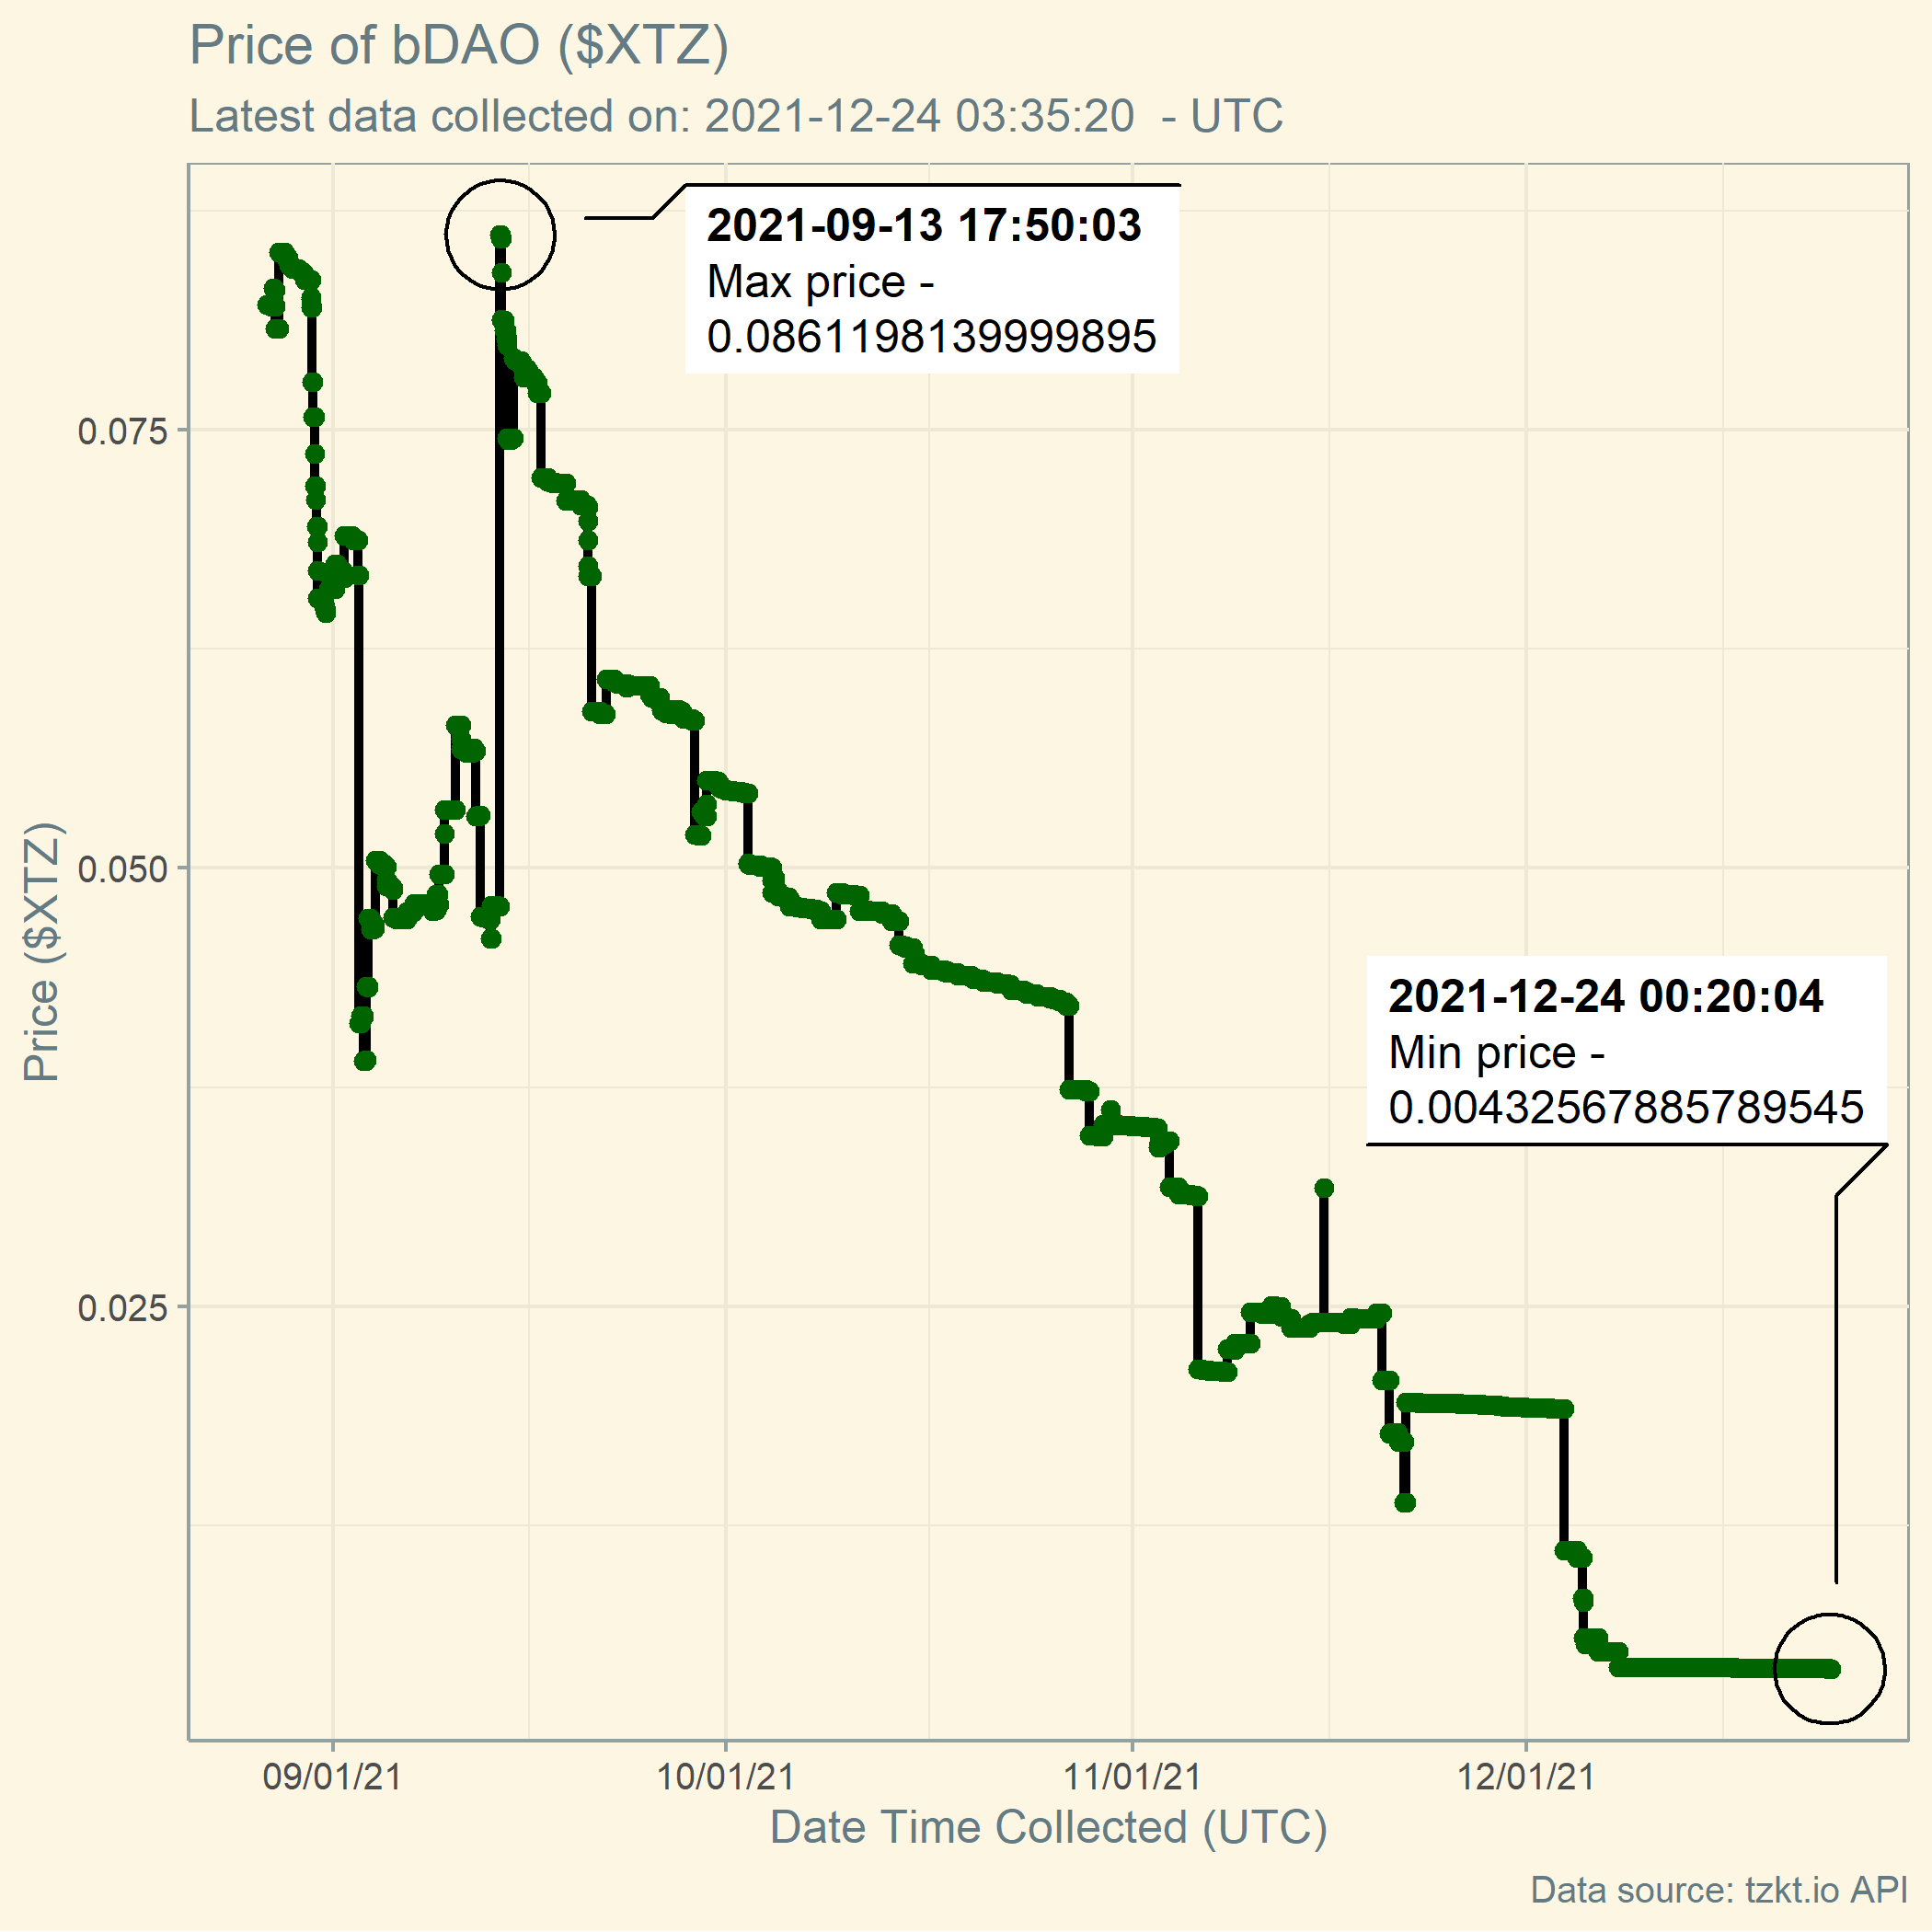 Price of bDAO ($XTZ)
Latest data collected on: 2021-12-24 03:35:20  - UTC
2021-09-13 17:50:03
Max price -
0.0861198139999895
0.075
0.050
0.025
Price ($XTZ)
2021-12-24 00:20:04
Min price -
0.00432567885789545
09/01/21
10/01/21
11/01/21
12/01/21
Date Time Collected (UTC)
Data source: tzkt.io API